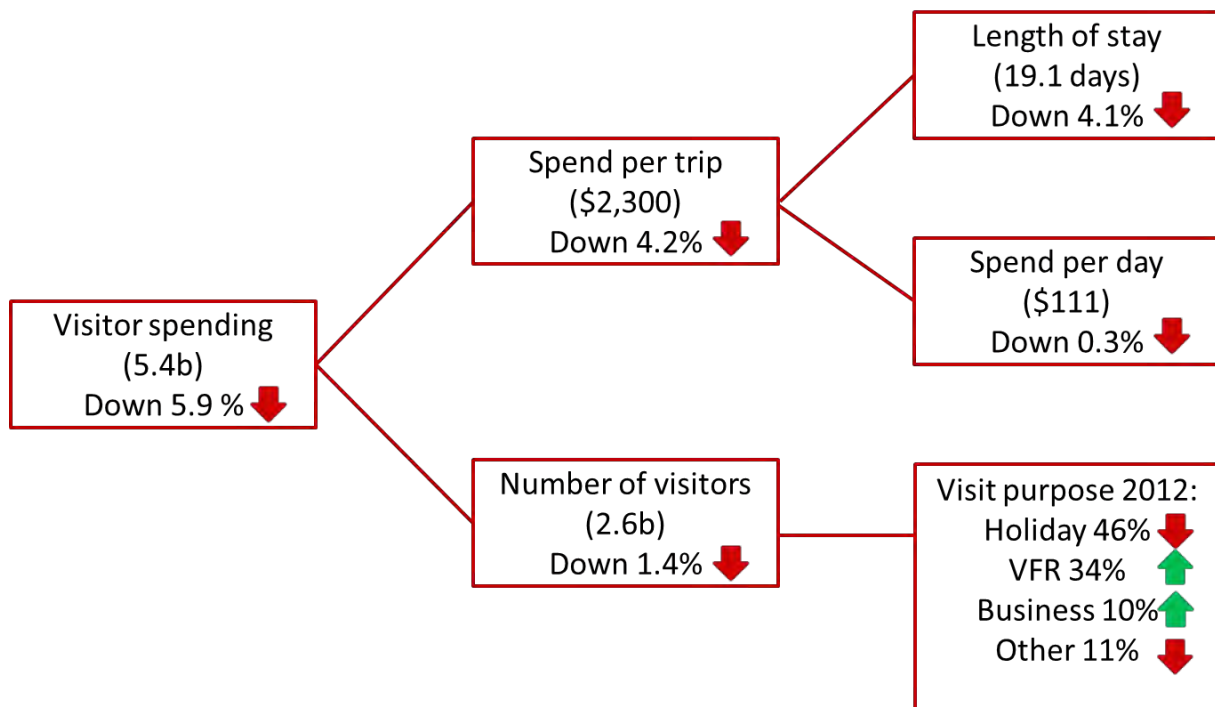 Length of stay
(19.1 days)
Down 4.1%
Spend per trip
($2,300)
Down 4.2%
Spend per day
($111)
Down 0.3%
Visitor spending
(5.4b)
Down 5.9 %
Number of visitors
(2.6b)
Down 1.4%
Visit purpose 2012:
Holiday 46%
VFR 34%
Business 10%
Other 11%